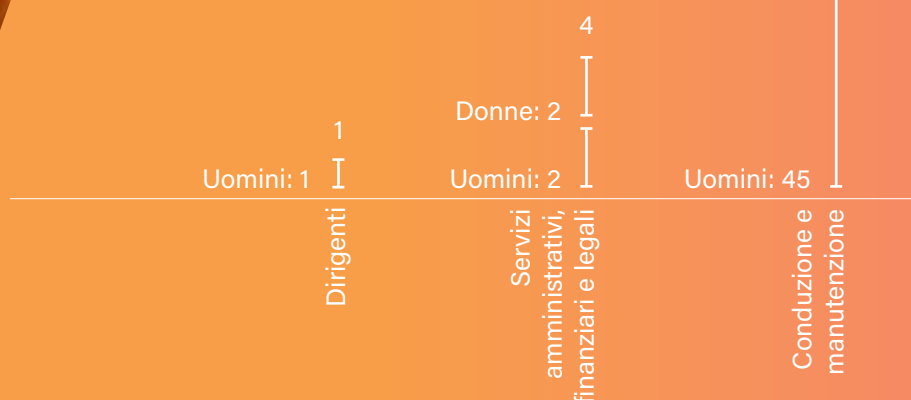 4
Donne: 2
1
Uomini: 1
Uomini: 2
Uomini: 45
Dirigenti
Servizi
amministrativi,
finanziari e legali
Conduzione e
manutenzione